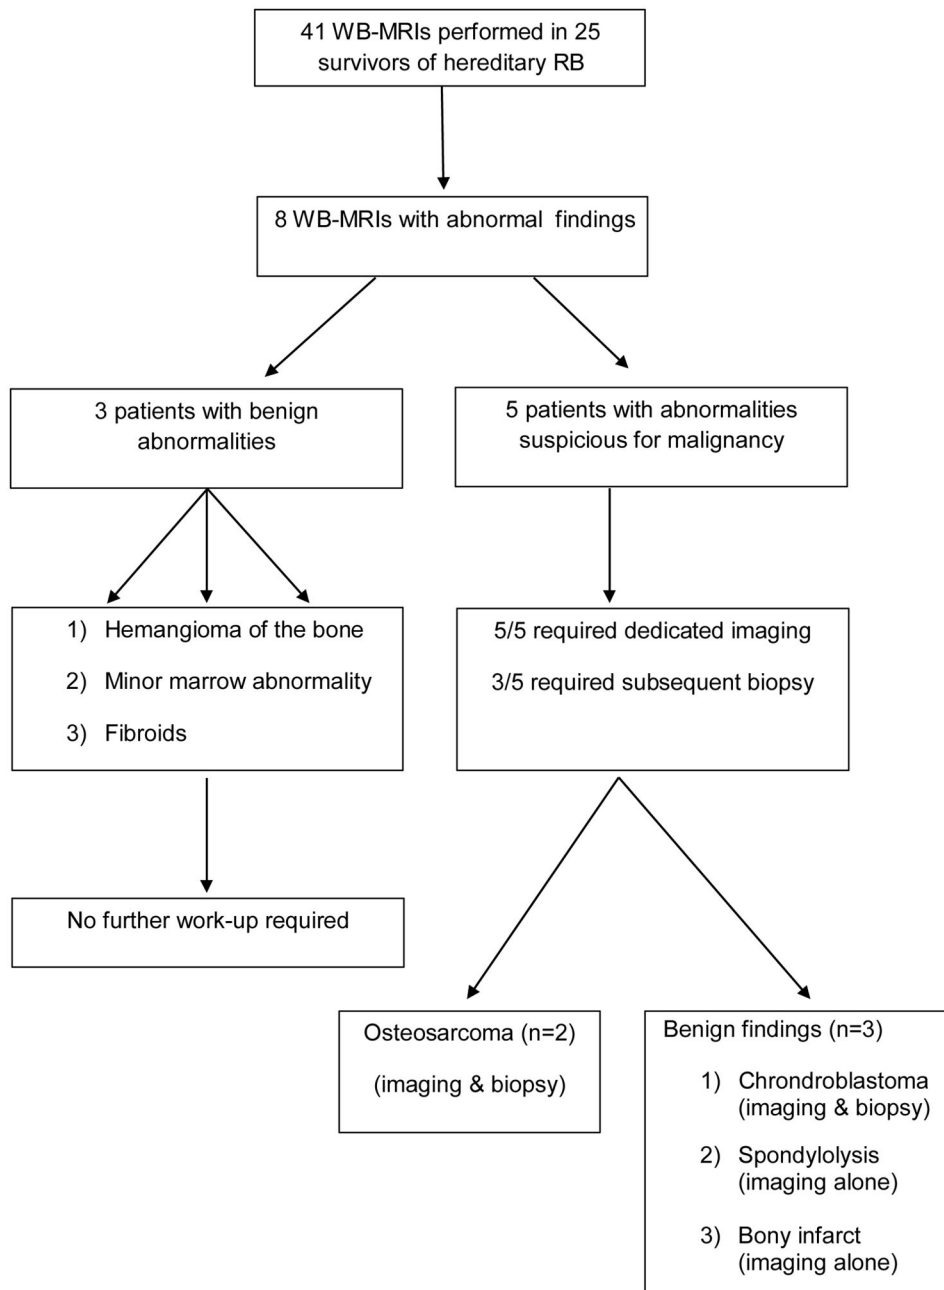 41 WB-MRIs performed in 25
survivors of hereditary RB
8 WB-MRIs with abnormal findings
3 patients with benign
abnormalities
5 patients with abnormalities
suspicious for malignancy
1) Hemangioma of the bone
2) Minor marrow abnormality
3) Fibroids
5/5 required dedicated imaging
3/5 required subsequent biopsy
No further work-up required
Osteosarcoma (n=2)
(imaging & biopsy)
Benign findings (n=3)
1) Chrondroblastoma
(imaging & biopsy)
2) Spondylolysis
(imaging alone)
3) Bony infarct
(imaging alone)